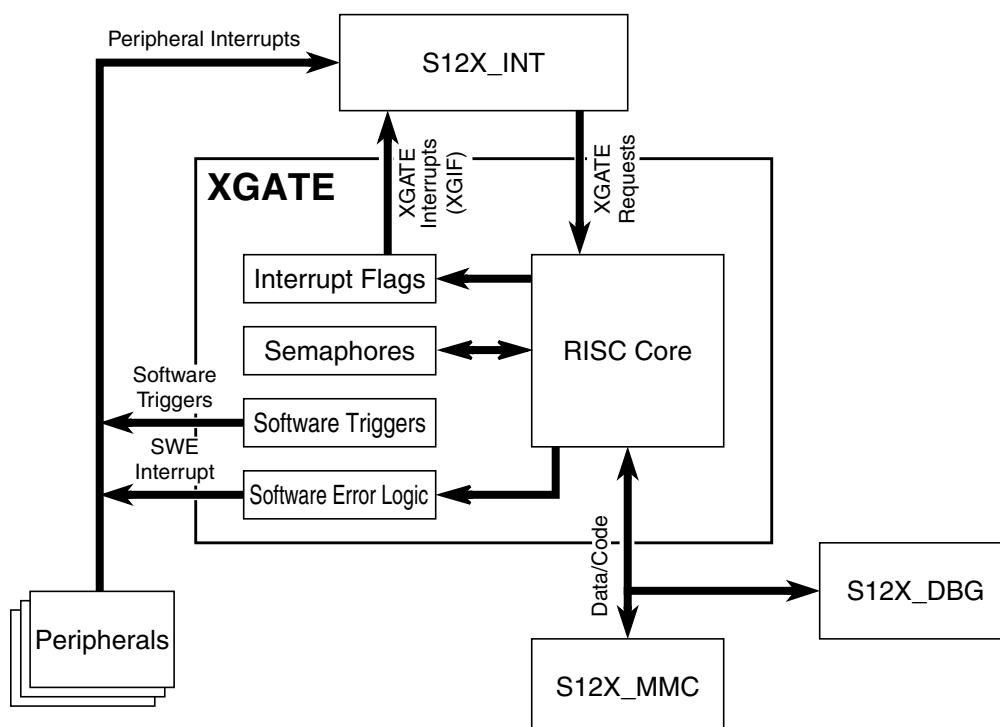 Peripheral Interrupts
S12X_INT
XGATE
XGATE
Interrupts
(XGIF)
XGATE
Requests
Interrupt Flags
Semaphores
RISC Core
Software
Triggers
Software Triggers
SWE
Interrupt
Software Error Logic
Data/Code
S12X_DBG
Peripherals
S12X_MMC